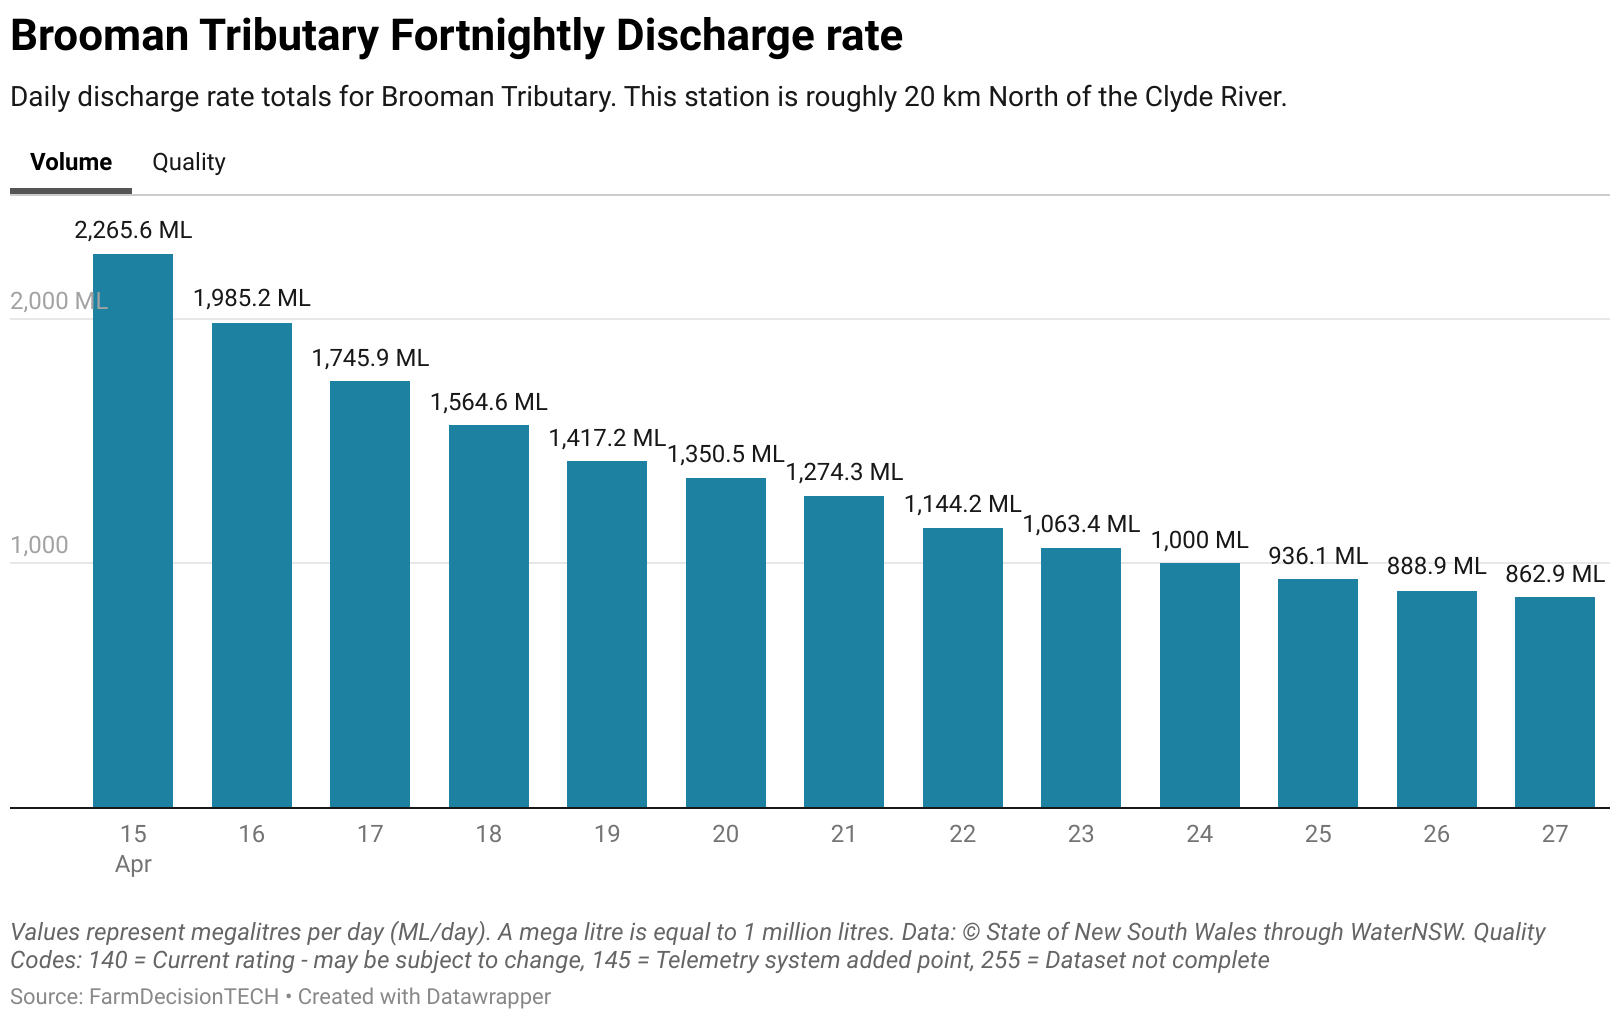 Brooman Tributary Fortnightly Discharge rate
Daily discharge rate totals for Brooman Tributary. This station is roughly 20 km North of the Clyde River.
Volume Quality
2,265.6 ML
2,000 ML
1,985.2 ML
1,745.9 ML
1,564.6 ML
1,417.2 ML
1,350.5 ML
1,274.3 ML
1,144.2 ML
1,063.4 ML
1,000
1,000 ML
936.1 ML
888.9 ML
862.9 ML
15 16 17 18 19 20 21 22 23 24 25 26 27
Apr
Values represent megalitres per day (ML/day). A mega litre is equal to 1 million litres. Data: © State of New South Wales through WaterNSW. Quality
Codes: 140 = Current rating - may be subject to change, 145 = Telemetry system added point, 255 = Dataset not complete
Source: FarmDecisionTECH • Created with Datawrapper